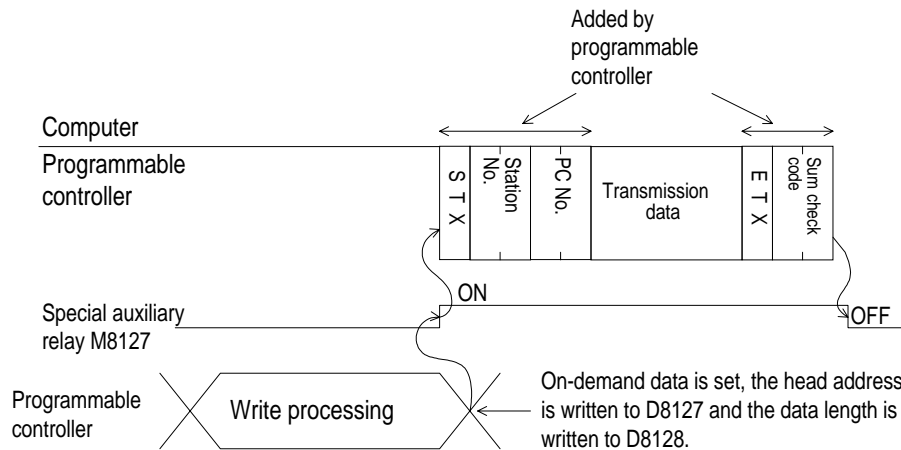 Added by
programmable
controller
Computer
Programmable
controller
STX
Station
No.
PC No.
Transmission
data
ETX
Sum check
code
ON
Special auxiliary
relay M8127
OFF
Programmable
controller
Write processing
On-demand data is set, the head address
is written to D8127 and the data length is
written to D8128.